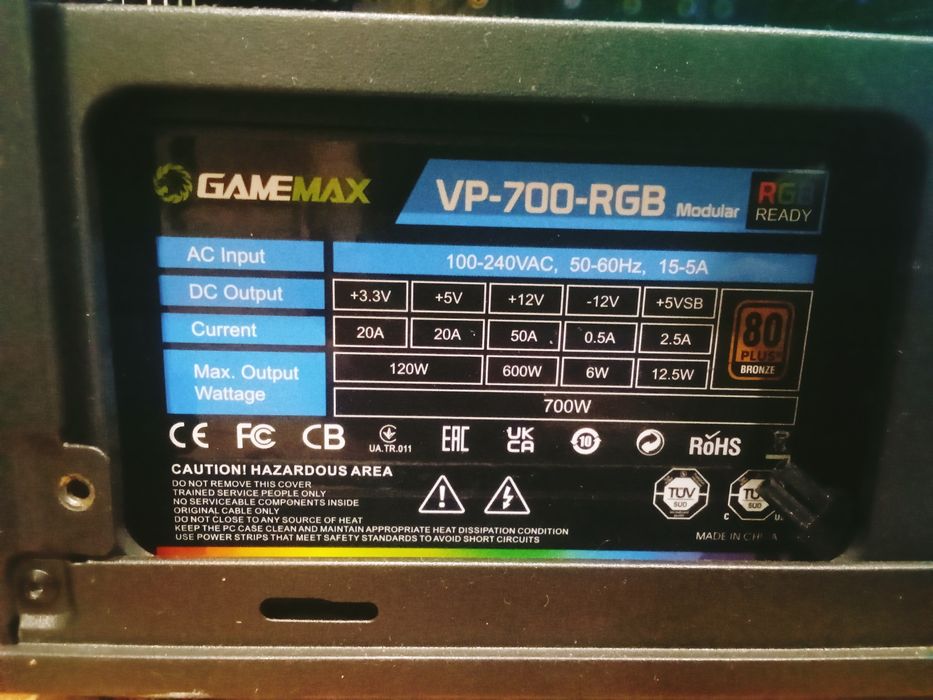 GAMEMAX
VP-700-RGB Modular
RGB READY
AC Input 100-240VAC, 50-60Hz, 15-5A
DC Output +3.3V +5V +12V -12V +5VSB
Current 20A 20A 50A 0.5A 2.5A
80 PLUS BRONZE
Max. Output Wattage 120W 600W 6W 12.5W
700W
CE FC CB UA.TR.011 EAC UK CA 10 RoHS
CAUTION! HAZARDOUS AREA
DO NOT REMOVE THIS COVER
TRAINED SERVICE PEOPLE ONLY
NO SERVICEABLE COMPONENTS INSIDE
ORIGINAL CABLE ONLY
DO NOT CLOSE TO ANY SOURCE OF HEAT
KEEP THE PC CASE CLEAN AND MAINTAIN APPROPRIATE HEAT DISSIPATION CONDITION
USE POWER STRIPS THAT MEET SAFETY STANDARDS TO AVOID SHORT CIRCUITS
TÜV SÜD
C
MADE IN